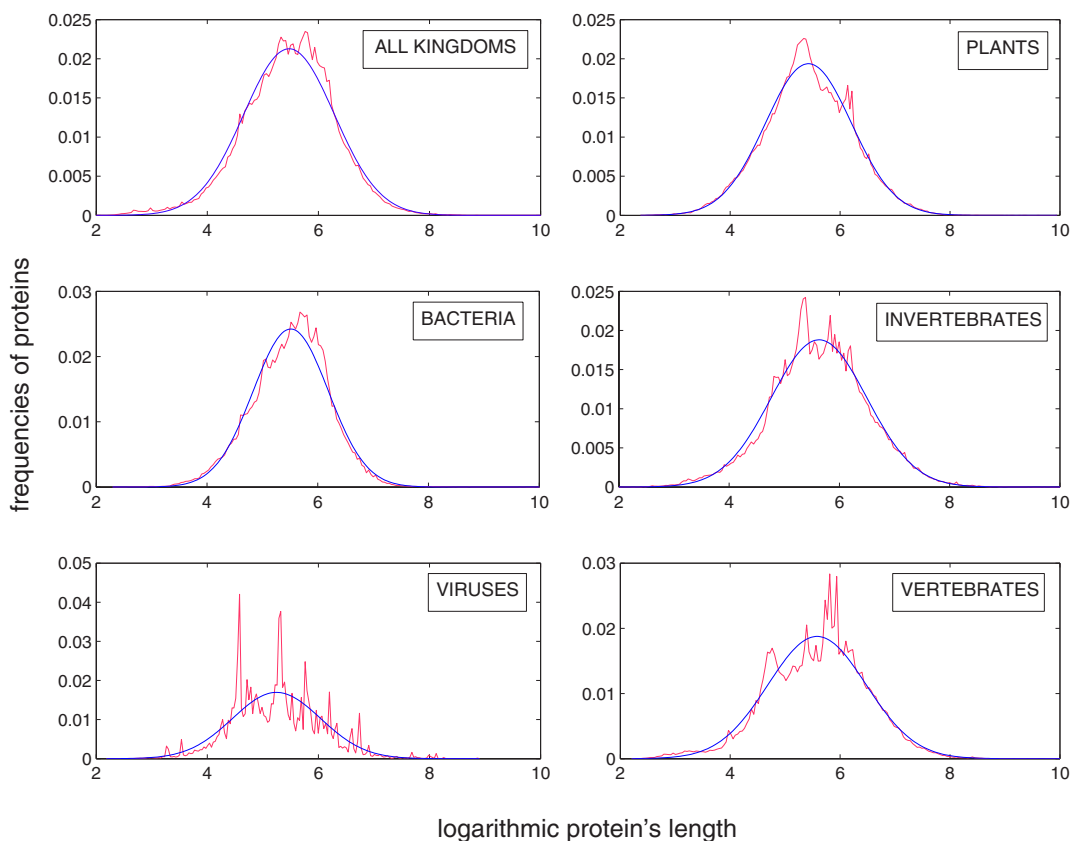 0.025
0.02
0.015
0.01
0.005
0
2 4 6 8 10
ALL KINGDOMS
0.025
0.02
0.015
0.01
0.005
0
2 4 6 8 10
PLANTS
frequencies of proteins
0.03
0.02
0.01
0
2 4 6 8 10
BACTERIA
0.025
0.02
0.015
0.01
0.005
0
2 4 6 8 10
INVERTEBRATES
0.05
0.04
0.03
0.02
0.01
0
2 4 6 8 10
VIRUSES
0.03
0.02
0.01
0
2 4 6 8 10
VERTEBRATES
logarithmic protein's length